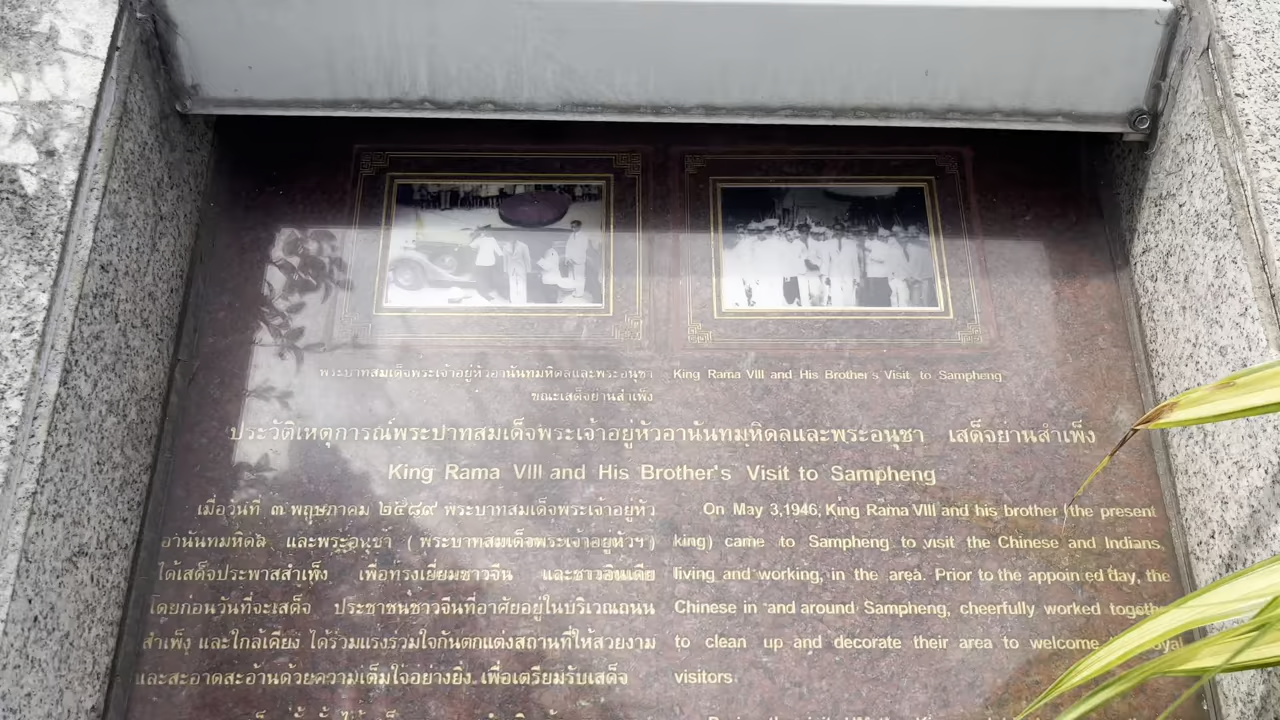 พระบาทสมเด็จพระเจ้าอยู่หัวอานันทมหิดลและพระอนุชา
ขณะเสด็จย่านสำเพ็ง
King Rama VIII and His Brother's Visit to Sampheng
ประวัติเหตุการณ์พระบาทสมเด็จพระเจ้าอยู่หัวอานันทมหิดลและพระอนุชา เสด็จย่านสำเพ็ง
King Rama VIII and His Brother's Visit to Sampheng
เมื่อวันที่ ๓ พฤษภาคม ๒๔๘๙ พระบาทสมเด็จพระเจ้าอยู่หัว
อานันทมหิดล และพระอนุชา (พระบาทสมเด็จพระเจ้าอยู่หัวฯ)
ได้เสด็จประพาสสำเพ็ง เพื่อทรงเยี่ยมชาวจีน และชาวอินเดีย
โดยก่อนวันที่จะเสด็จ ประชาชนชาวจีนที่อาศัยอยู่ในบริเวณถนน
สำเพ็ง และใกล้เคียง ได้ร่วมแรงรวมใจกันตกแต่งสถานที่ให้สวยงาม
และสะอาดสะอ้านด้วยความเต็มใจอย่างยิ่ง เพื่อเตรียมรับเสด็จ
On May 3,1946, King Rama VIII and his brother (the present
king) came to Sampheng to visit the Chinese and Indians,
living and working, in the area. Prior to the appointed day, the
Chinese in and around Sampheng, cheerfully worked together
to clean up and decorate their area to welcome
visitors.